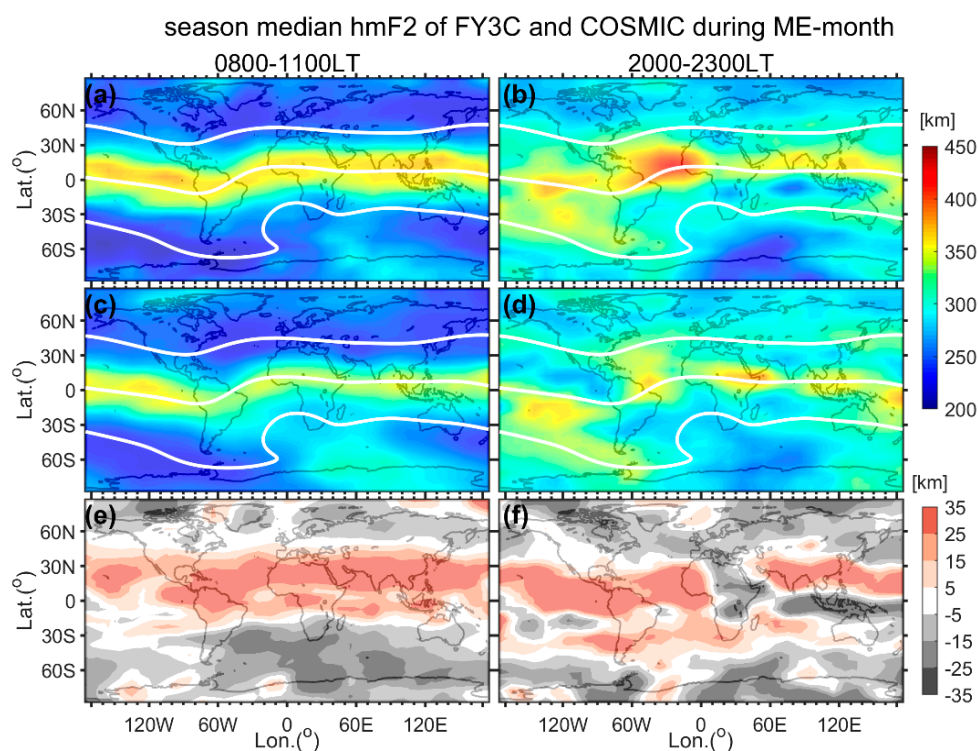 season median hmF2 of FY3C and COSMIC during ME-month
0800-1100LT 2000-2300LT
(a) (b)
[km]
60N
30N
0
30S
60S
Lat.(°)
450
400
350
300
250
200
(c) (d)
60N
30N
0
30S
60S
Lat.(°)
[km]
(e) (f)
60N
30N
0
30S
60S
Lat.(°)
35
25
15
5
-5
-15
-25
-35
120W 60W 0 60E 120E 120W 60W 0 60E 120E
Lon.(°) Lon.(°)